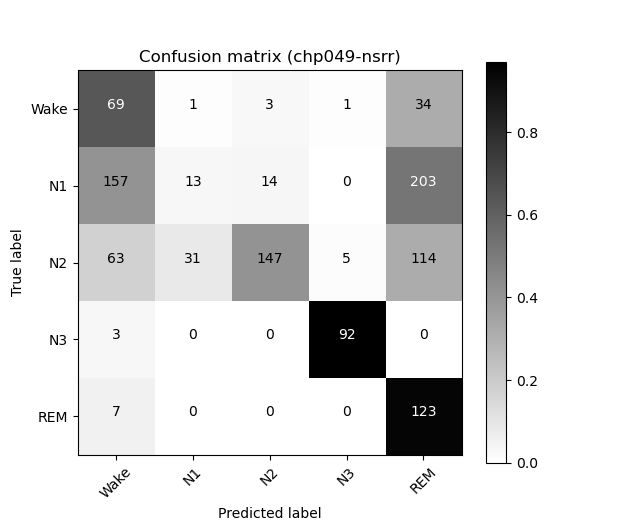 Confusion matrix (chp049-nsrr)
Wake 69 1 3 1 34
N1 157 13 14 0 203
N2 63 31 147 5 114
N3 3 0 0 92 0
REM 7 0 0 0 123
Wake N1 N2 N3 REM
True label
Predicted label
0.8
0.6
0.4
0.2
0.0